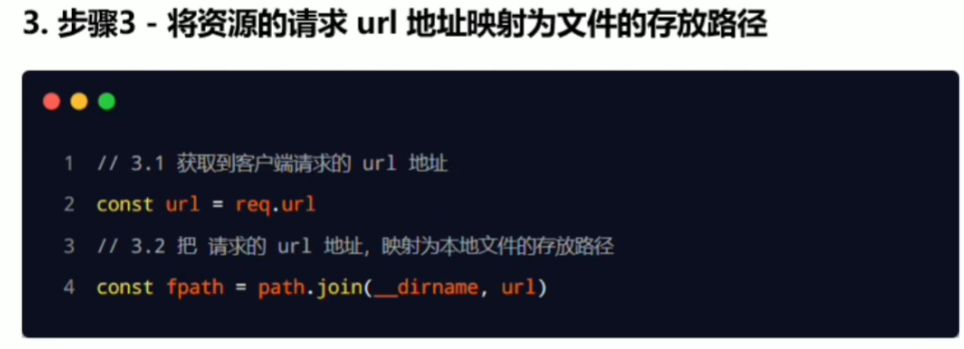 3. 步骤3 - 将资源的请求 url 地址映射为文件的存放路径
1 // 3.1 获取到客户端请求的 url 地址
2 const url = req.url
3 // 3.2 把 请求的 url 地址，映射为本地文件的存放路径
4 const fpath = path.join(__dirname, url)